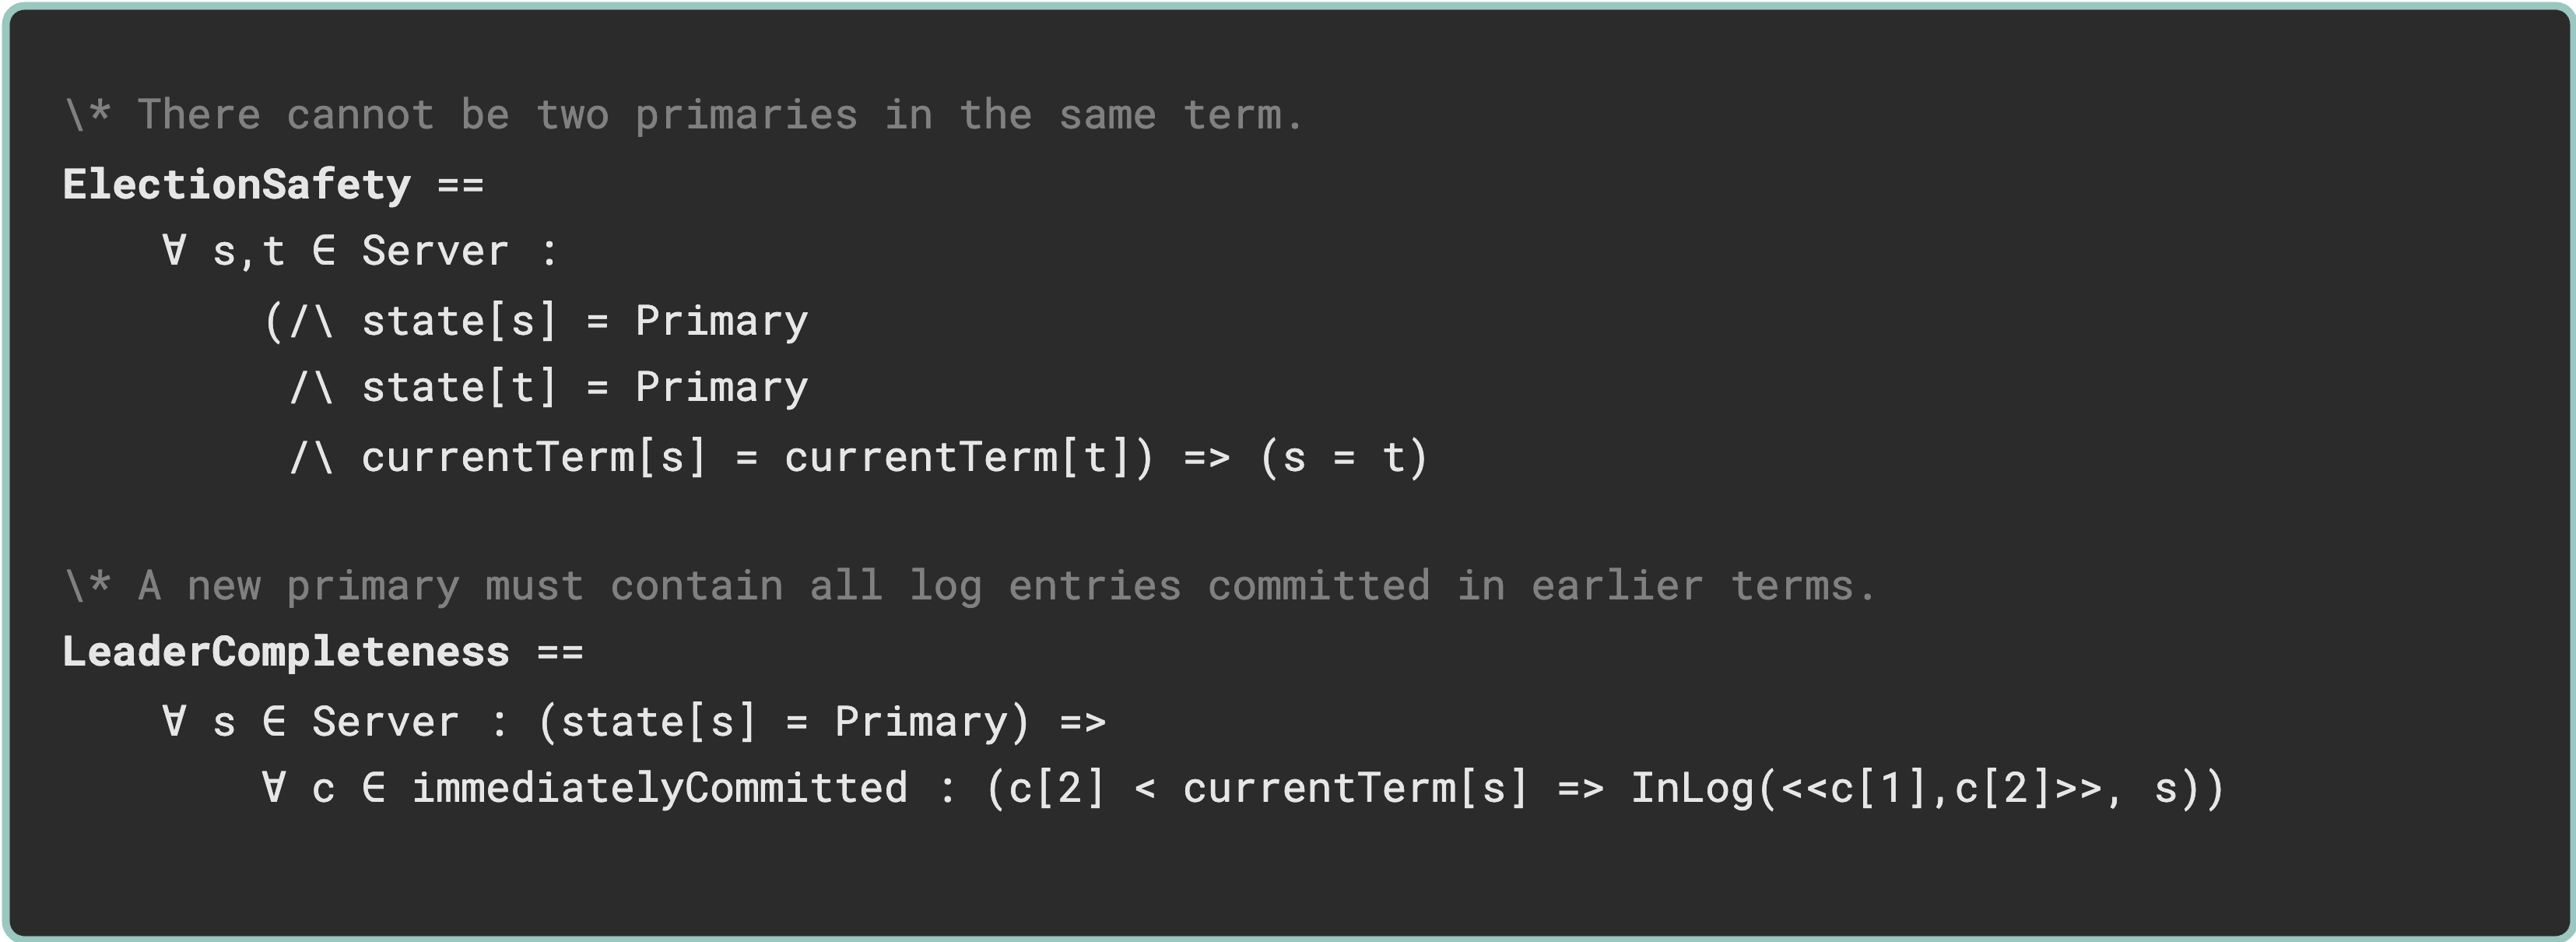 \* There cannot be two primaries in the same term.
ElectionSafety ==
    ∀ s,t ∈ Server :
        (/\ state[s] = Primary
         /\ state[t] = Primary
         /\ currentTerm[s] = currentTerm[t]) => (s = t)

\* A new primary must contain all log entries committed in earlier terms.
LeaderCompleteness ==
    ∀ s ∈ Server : (state[s] = Primary) =>
        ∀ c ∈ immediatelyCommitted : (c[2] < currentTerm[s] => InLog(<<c[1],c[2]>>, s))